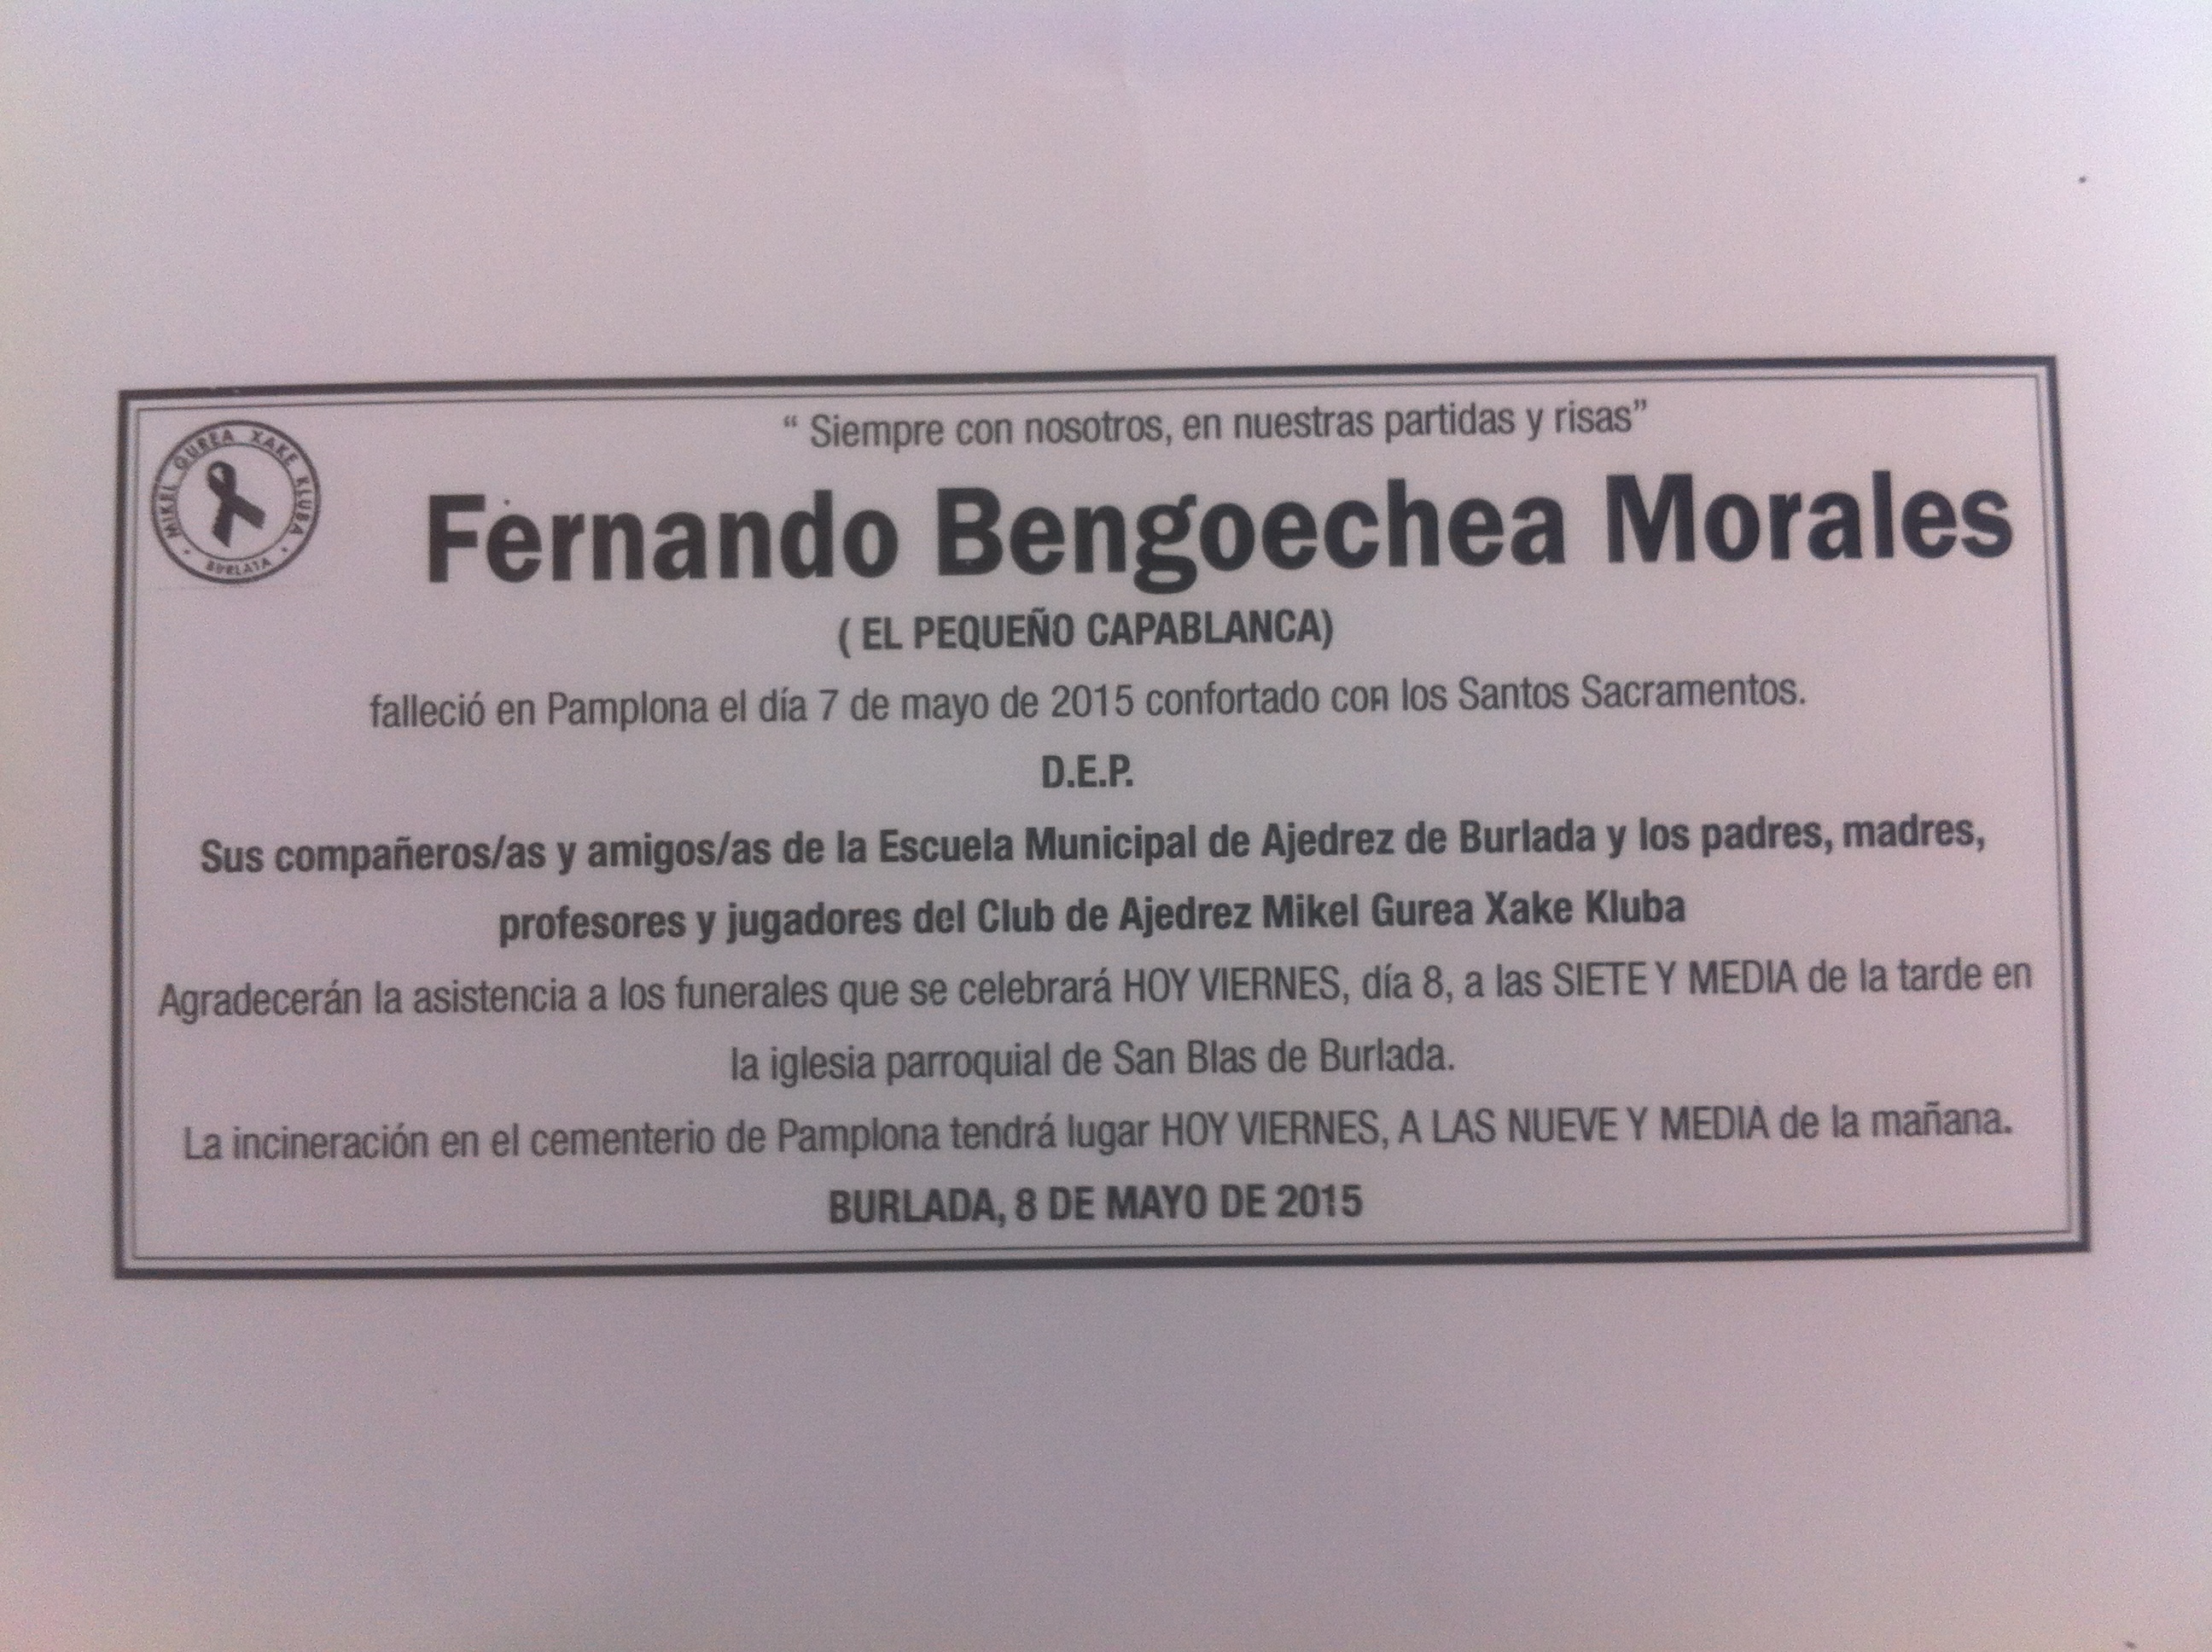 MIKEL GUREA XAKE KLUBA · BURLATA ·
“ Siempre con nosotros, en nuestras partidas y risas”
Fernando Bengoechea Morales
( EL PEQUEÑO CAPABLANCA)
falleció en Pamplona el día 7 de mayo de 2015 confortado con los Santos Sacramentos.
D.E.P.
Sus compañeros/as y amigos/as de la Escuela Municipal de Ajedrez de Burlada y los padres, madres,
profesores y jugadores del Club de Ajedrez Mikel Gurea Xake Kluba
Agradecerán la asistencia a los funerales que se celebrará HOY VIERNES, día 8, a las SIETE Y MEDIA de la tarde en
la iglesia parroquial de San Blas de Burlada.
La incineración en el cementerio de Pamplona tendrá lugar HOY VIERNES, A LAS NUEVE Y MEDIA de la mañana.
BURLADA, 8 DE MAYO DE 2015